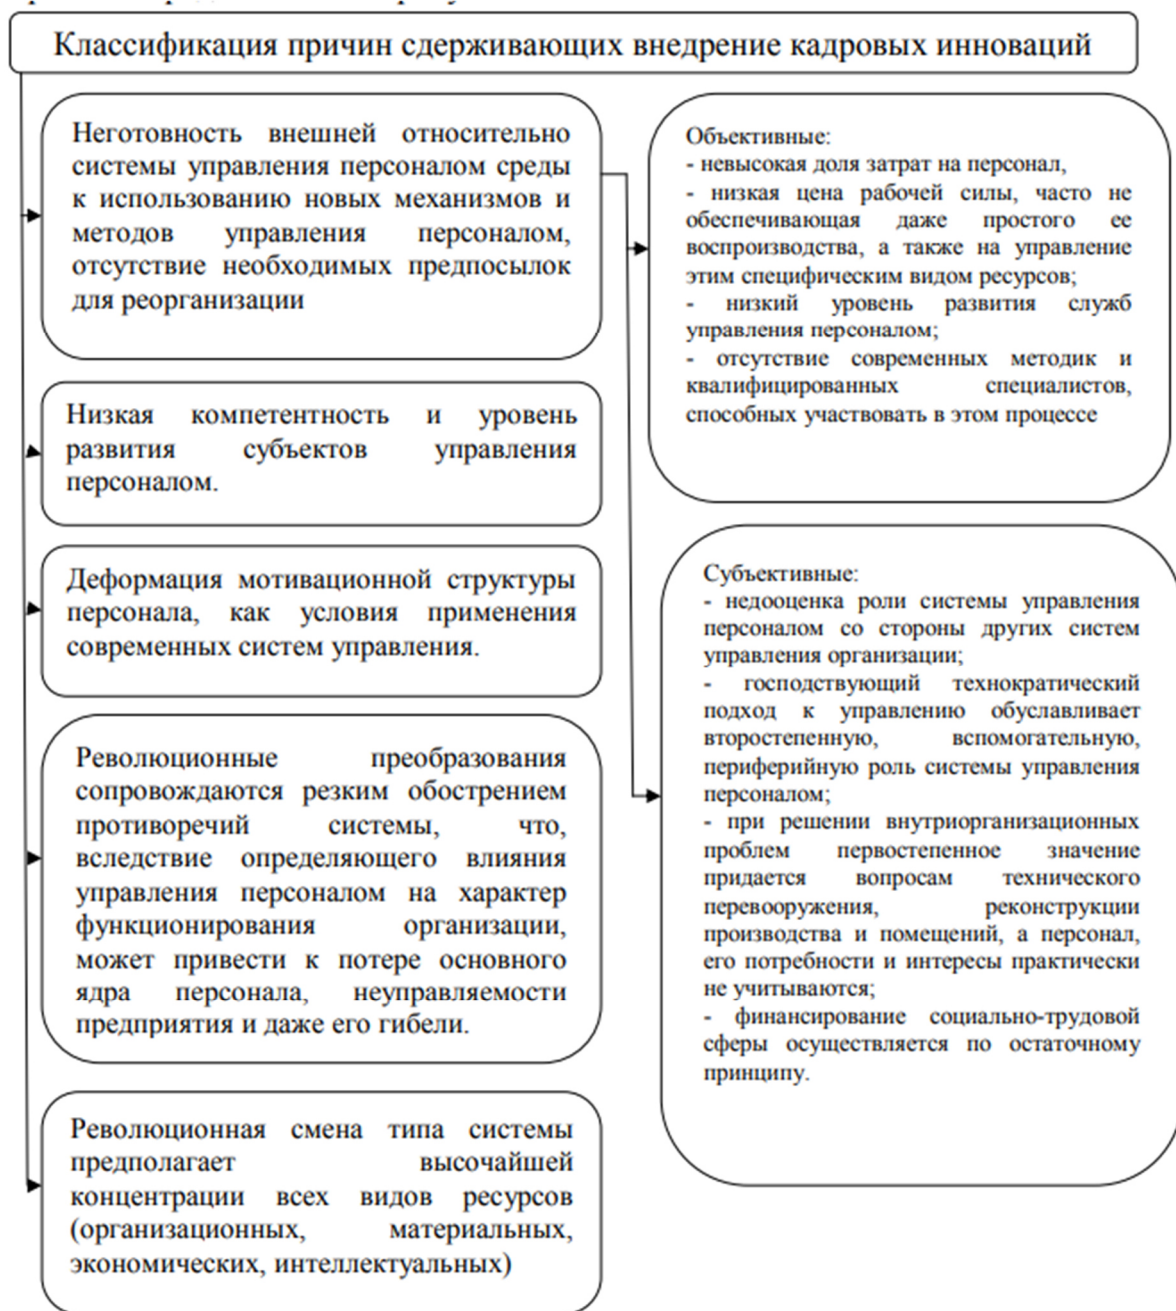 Классификация причин сдерживающих внедрение кадровых инноваций
Неготовность внешней относительно
системы управления персоналом среды
к использованию новых механизмов и
методов управления персоналом,
отсутствие необходимых предпосылок
для реорганизации
Низкая компетентность и уровень
развития субъектов управления
персоналом.
Деформация мотивационной структуры
персонала, как условия применения
современных систем управления.
Революционные преобразования
сопровождаются резким обострением
противоречий системы, что,
вследствие определяющего влияния
управления персоналом на характер
функционирования организации,
может привести к потере основного
ядра персонала, неуправляемости
предприятия и даже его гибели.
Революционная смена типа системы
предполагает высочайшей
концентрации всех видов ресурсов
(организационных, материальных,
экономических, интеллектуальных)
Объективные:
- невысокая доля затрат на персонал,
- низкая цена рабочей силы, часто не
обеспечивающая даже простого ее
воспроизводства, а также на управление
этим специфическим видом ресурсов;
- низкий уровень развития служб
управления персоналом;
- отсутствие современных методик и
квалифицированных специалистов,
способных участвовать в этом процессе
Субъективные:
- недооценка роли системы управления
персоналом со стороны других систем
управления организации;
- господствующий технократический
подход к управлению обуславливает
второстепенную, вспомогательную,
периферийную роль системы управления
персоналом;
- при решении внутриорганизационных
проблем первостепенное значение
придается вопросам технического
перевооружения, реконструкции
производства и помещений, а персонал,
его потребности и интересы практически
не учитываются;
- финансирование социально-трудовой
сферы осуществляется по остаточному
принципу.